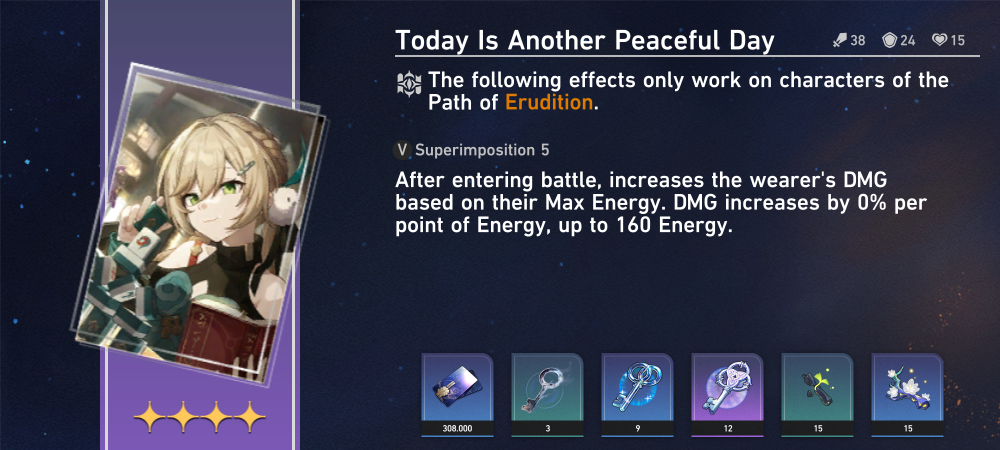 Today Is Another Peaceful Day
38 24 15
The following effects only work on characters of the
Path of Erudition.
V Superimposition 5
After entering battle, increases the wearer's DMG
based on their Max Energy. DMG increases by 0% per
point of Energy, up to 160 Energy.
308.000 3 9 12 15 15